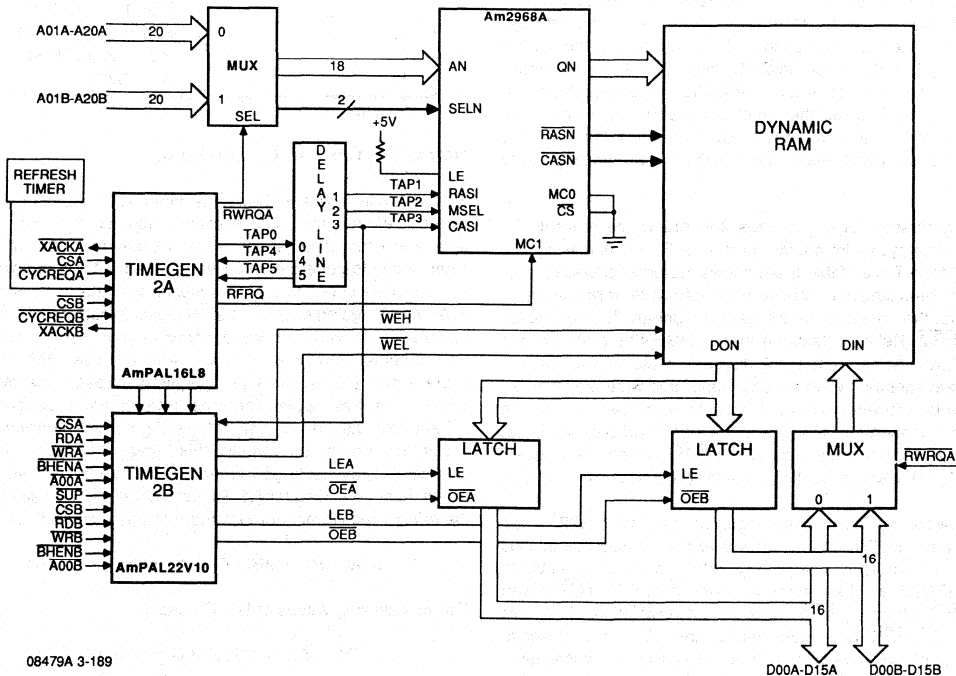 Am2968A
A01A-A20A
20
0
MUX
18
AN
QN
A01B-A20B
20
1
2
SELN
SEL
+5V
DYNAMIC
RAM
RASN
CASN
DELAY LINE
LE
REFRESH
TIMER
1
TAP1
RASI
MC0
2
TAP2
MSEL
CS
3
TAP3
CASI
RWRQA
MC1
TAP0
0
TAP4
4
TAP5
5
RFRQ
XACKA
CSA
CYCREQA
CSB
CYCREQB
XACKB
TIMEGEN
2A
AmPAL16L8
WEH
WEL
DON
DIN
CSA
RDA
WRA
BHENA
A00A
SUP
CSB
RDB
WRB
BHENB
A00B
TIMEGEN
2B
AmPAL22V10
LEA
OEA
LEB
OEB
LATCH
LE
OEA
LATCH
LE
OEB
MUX
0
1
RWRQA
16
16
08479A 3-189
D00A-D15A
D00B-D15B